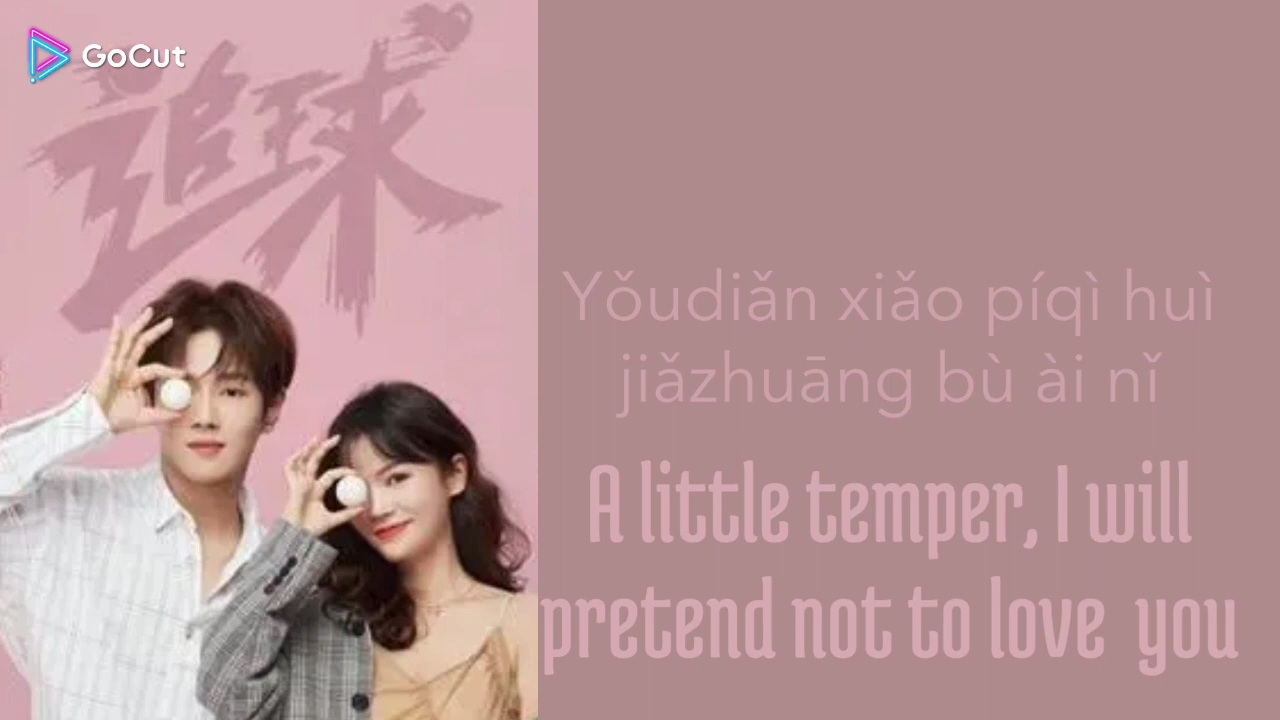 GoCut
追球
Yǒudiǎn xiǎo píqì huì
jiǎzhuāng bù ài nǐ
A little temper, I will
pretend not to love you